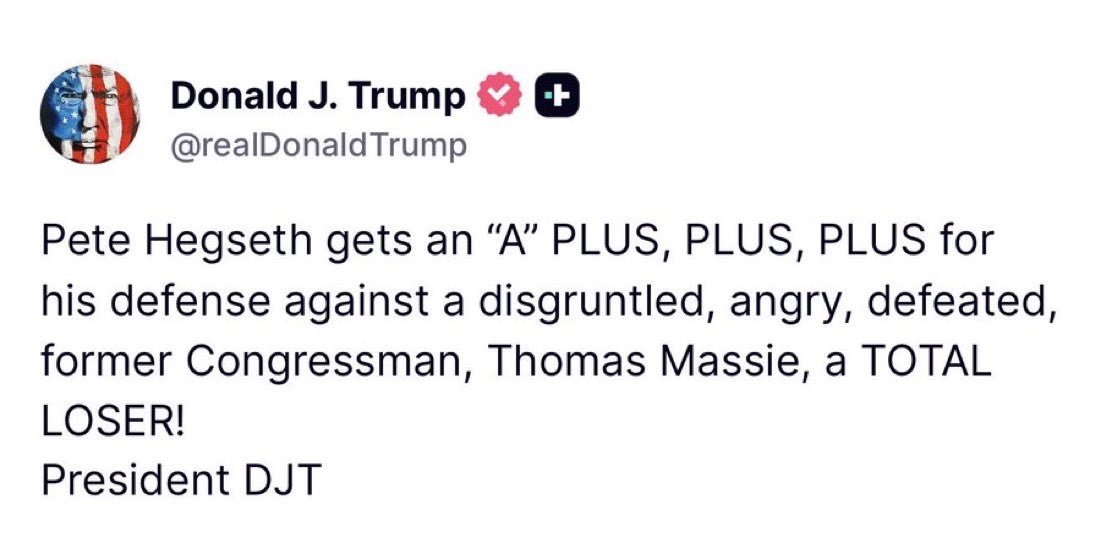 Donald J. Trump
@realDonaldTrump
Pete Hegseth gets an “A” PLUS, PLUS, PLUS for
his defense against a disgruntled, angry, defeated,
former Congressman, Thomas Massie, a TOTAL
LOSER!
President DJT